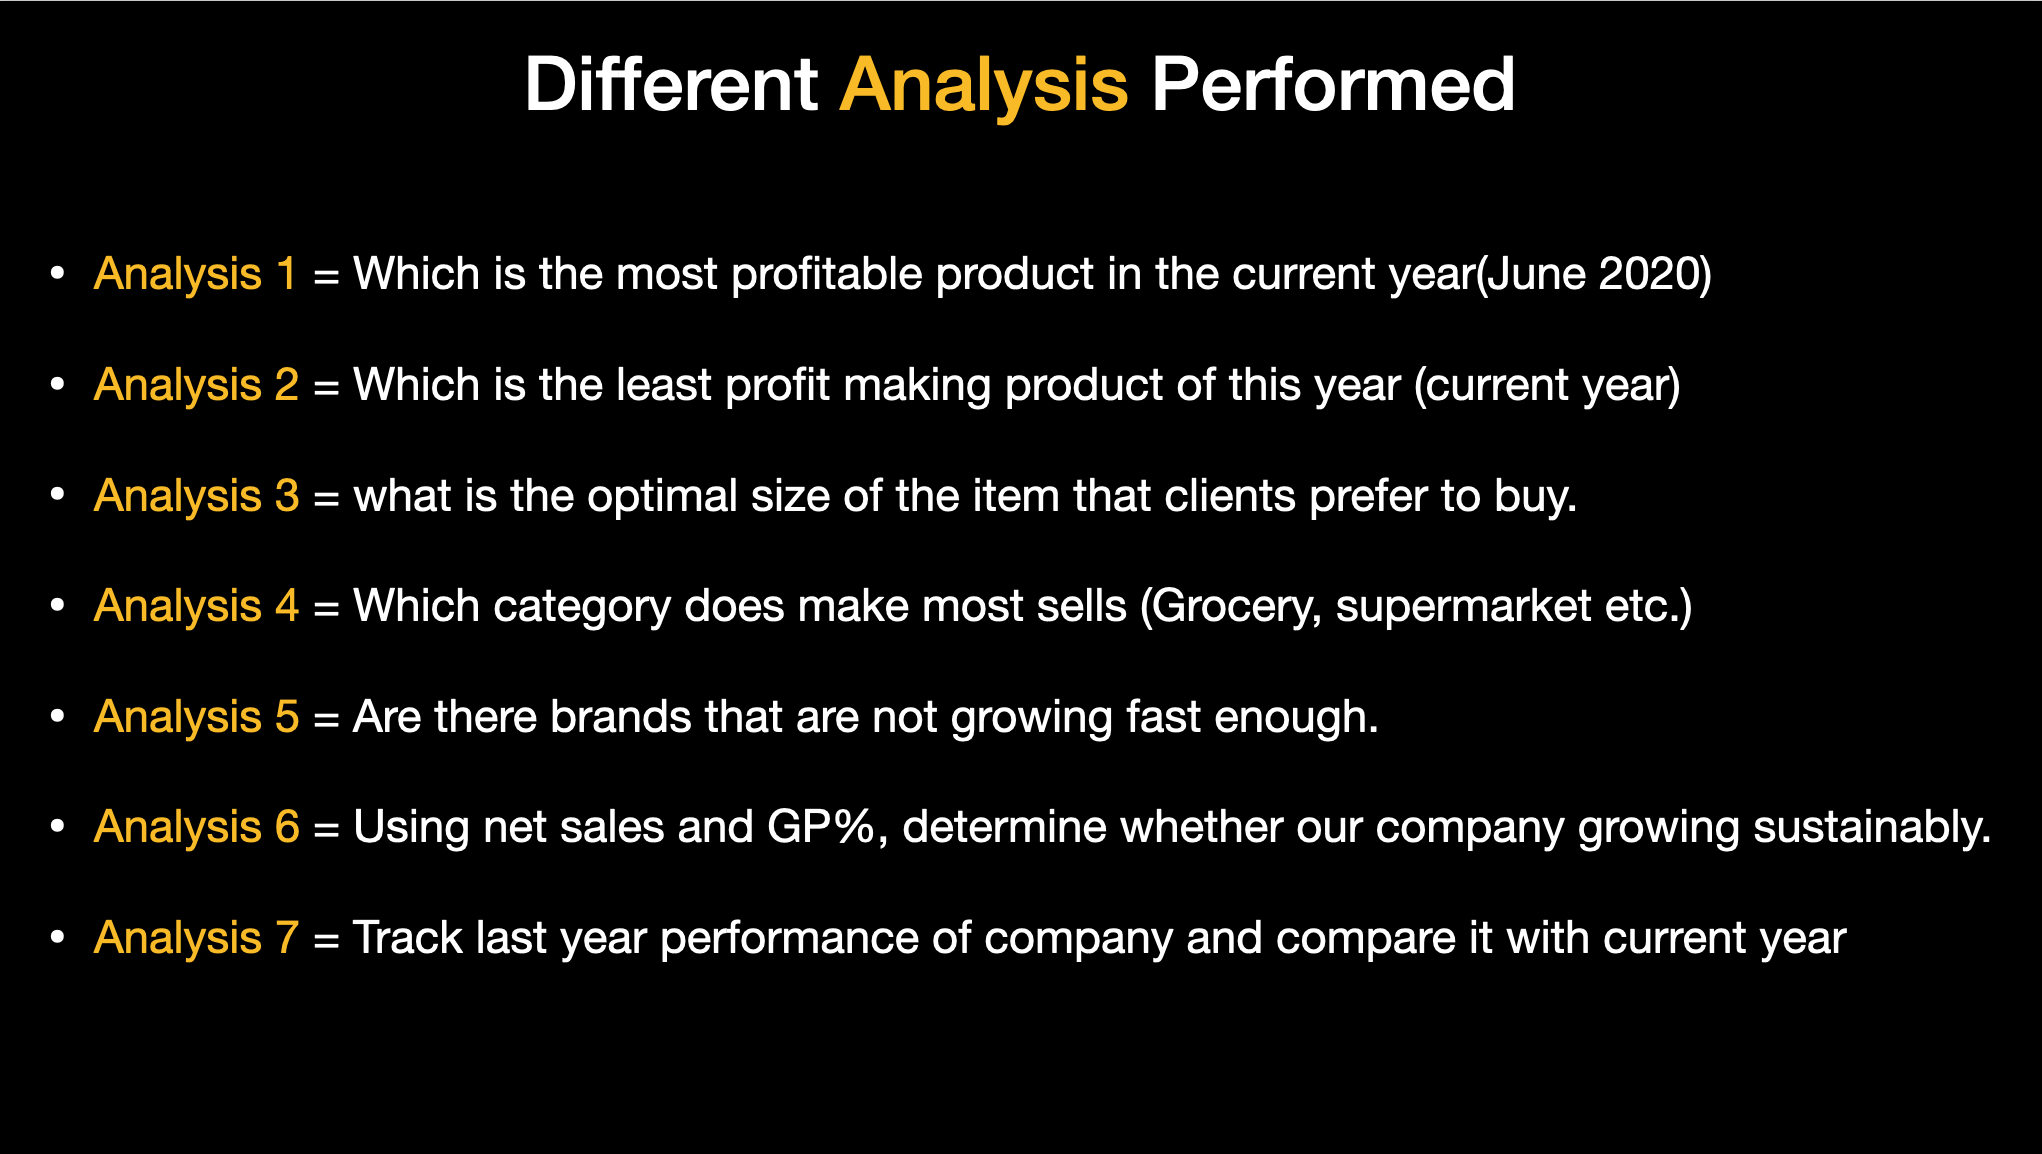 Different Analysis Performed
• Analysis 1 = Which is the most profitable product in the current year(June 2020)
• Analysis 2 = Which is the least profit making product of this year (current year)
• Analysis 3 = what is the optimal size of the item that clients prefer to buy.
• Analysis 4 = Which category does make most sells (Grocery, supermarket etc.)
• Analysis 5 = Are there brands that are not growing fast enough.
• Analysis 6 = Using net sales and GP%, determine whether our company growing sustainably.
• Analysis 7 = Track last year performance of company and compare it with current year